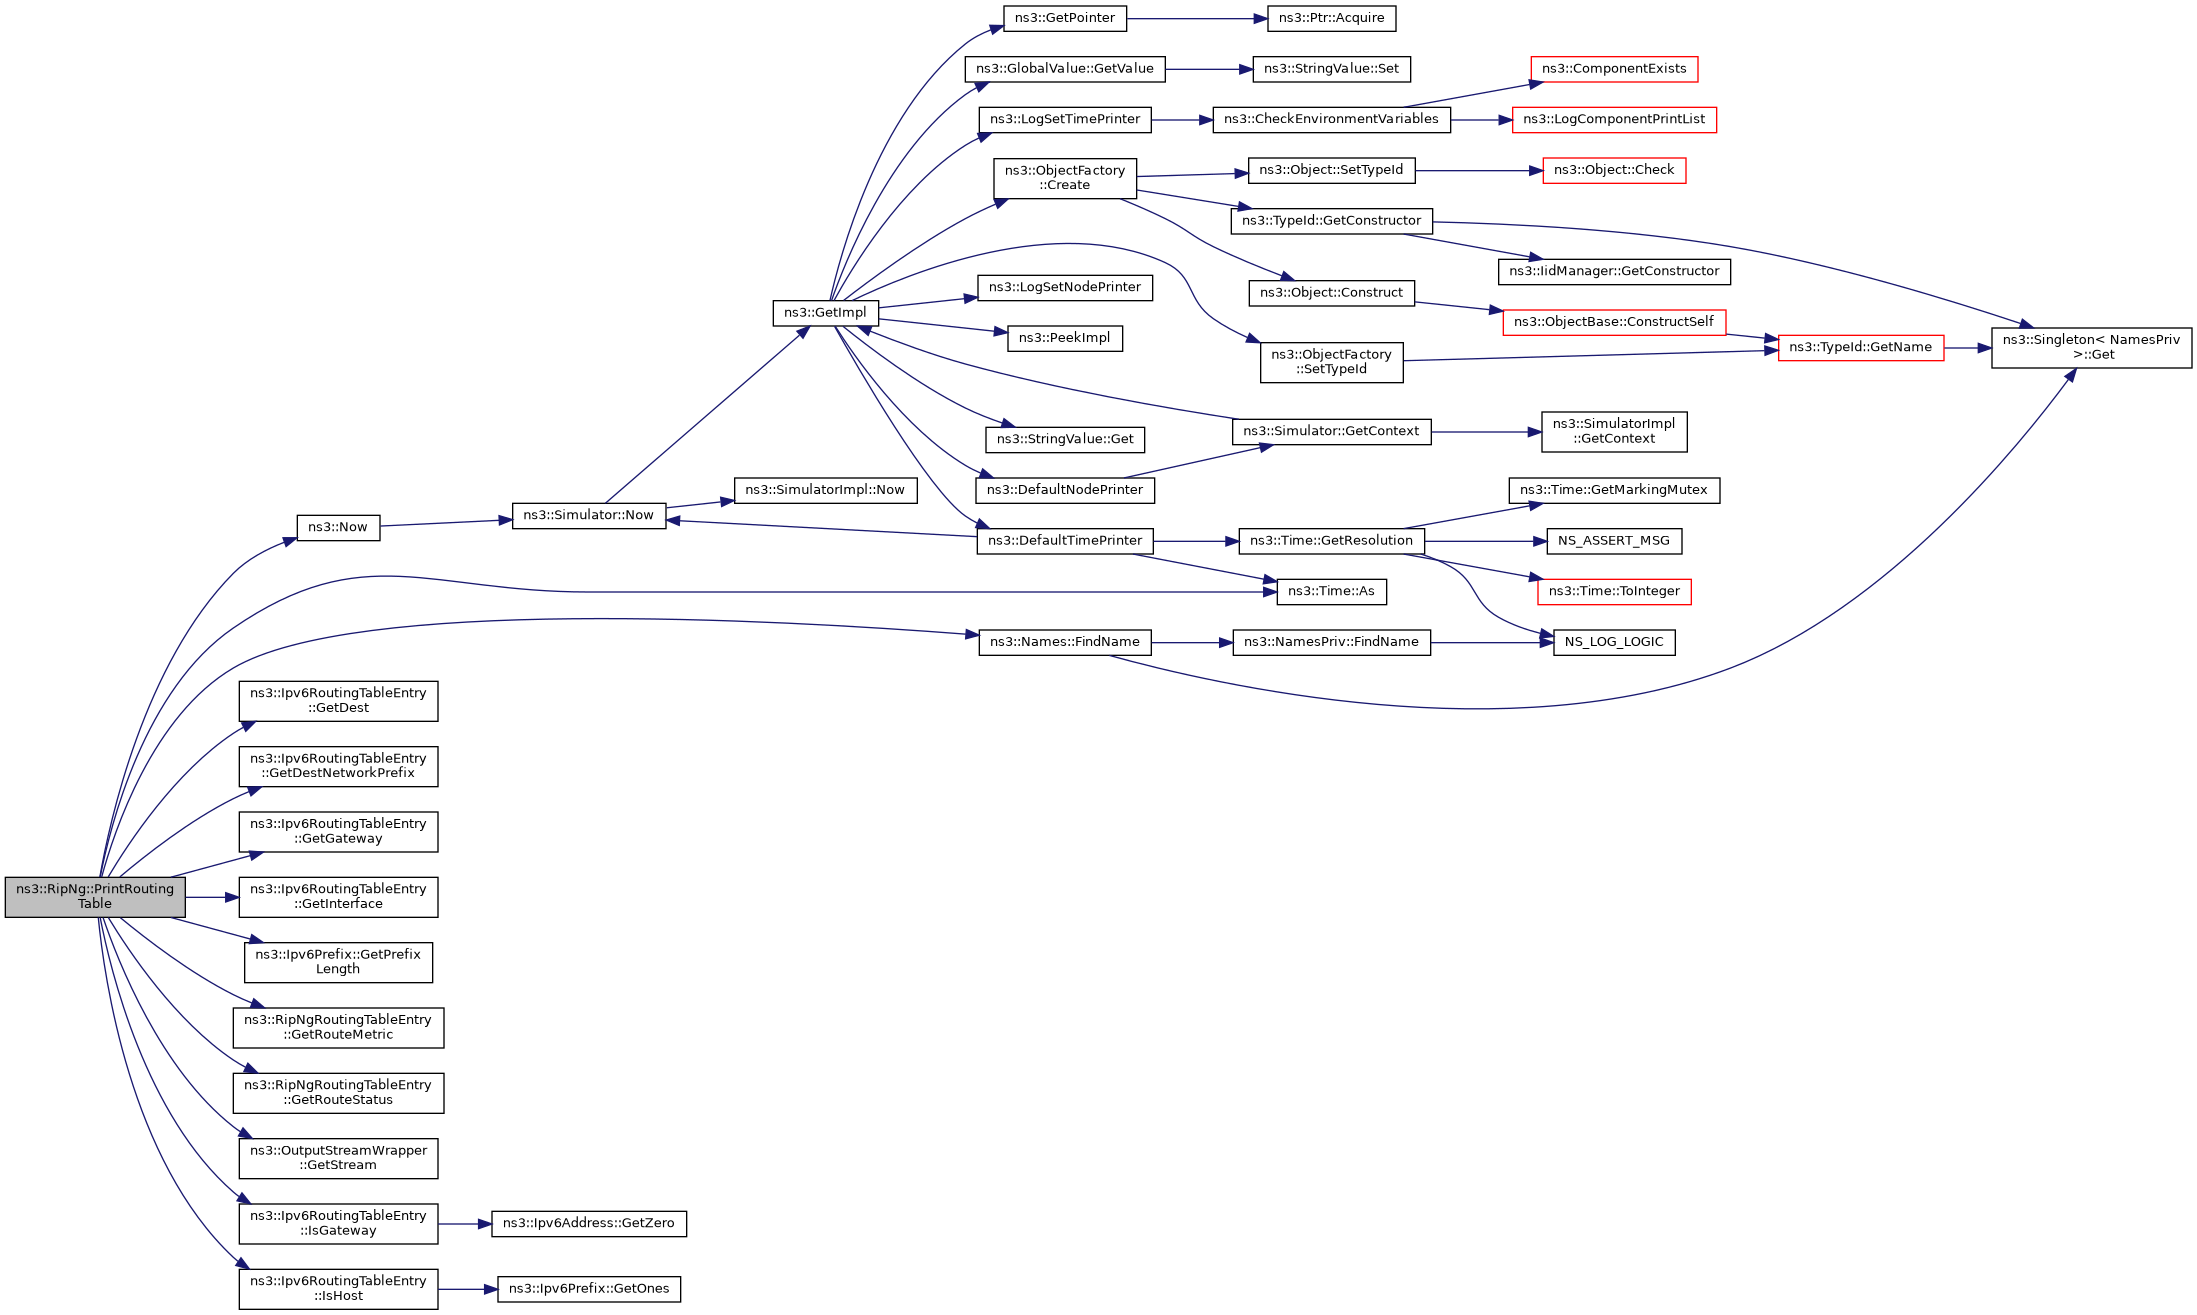 ns3::GetPointer
ns3::Ptr::Acquire
ns3::GlobalValue::GetValue
ns3::StringValue::Set
ns3::ComponentExists
ns3::LogSetTimePrinter
ns3::CheckEnvironmentVariables
ns3::LogComponentPrintList
ns3::ObjectFactory
::Create
ns3::Object::SetTypeId
ns3::Object::Check
ns3::TypeId::GetConstructor
ns3::IidManager::GetConstructor
ns3::LogSetNodePrinter
ns3::Object::Construct
ns3::GetImpl
ns3::ObjectBase::ConstructSelf
ns3::PeekImpl
ns3::ObjectFactory
::SetTypeId
ns3::TypeId::GetName
ns3::Singleton< NamesPriv
>::Get
ns3::StringValue::Get
ns3::Simulator::GetContext
ns3::SimulatorImpl
::GetContext
ns3::SimulatorImpl::Now
ns3::DefaultNodePrinter
ns3::Time::GetMarkingMutex
ns3::Now
ns3::Simulator::Now
ns3::DefaultTimePrinter
ns3::Time::GetResolution
NS_ASSERT_MSG
ns3::Time::As
ns3::Time::ToInteger
ns3::Names::FindName
ns3::NamesPriv::FindName
NS_LOG_LOGIC
ns3::Ipv6RoutingTableEntry
::GetDest
ns3::Ipv6RoutingTableEntry
::GetDestNetworkPrefix
ns3::Ipv6RoutingTableEntry
::GetGateway
ns3::RipNg::PrintRouting
Table
ns3::Ipv6RoutingTableEntry
::GetInterface
ns3::Ipv6Prefix::GetPrefix
Length
ns3::RipNgRoutingTableEntry
::GetRouteMetric
ns3::RipNgRoutingTableEntry
::GetRouteStatus
ns3::OutputStreamWrapper
::GetStream
ns3::Ipv6RoutingTableEntry
::IsGateway
ns3::Ipv6Address::GetZero
ns3::Ipv6RoutingTableEntry
::IsHost
ns3::Ipv6Prefix::GetOnes